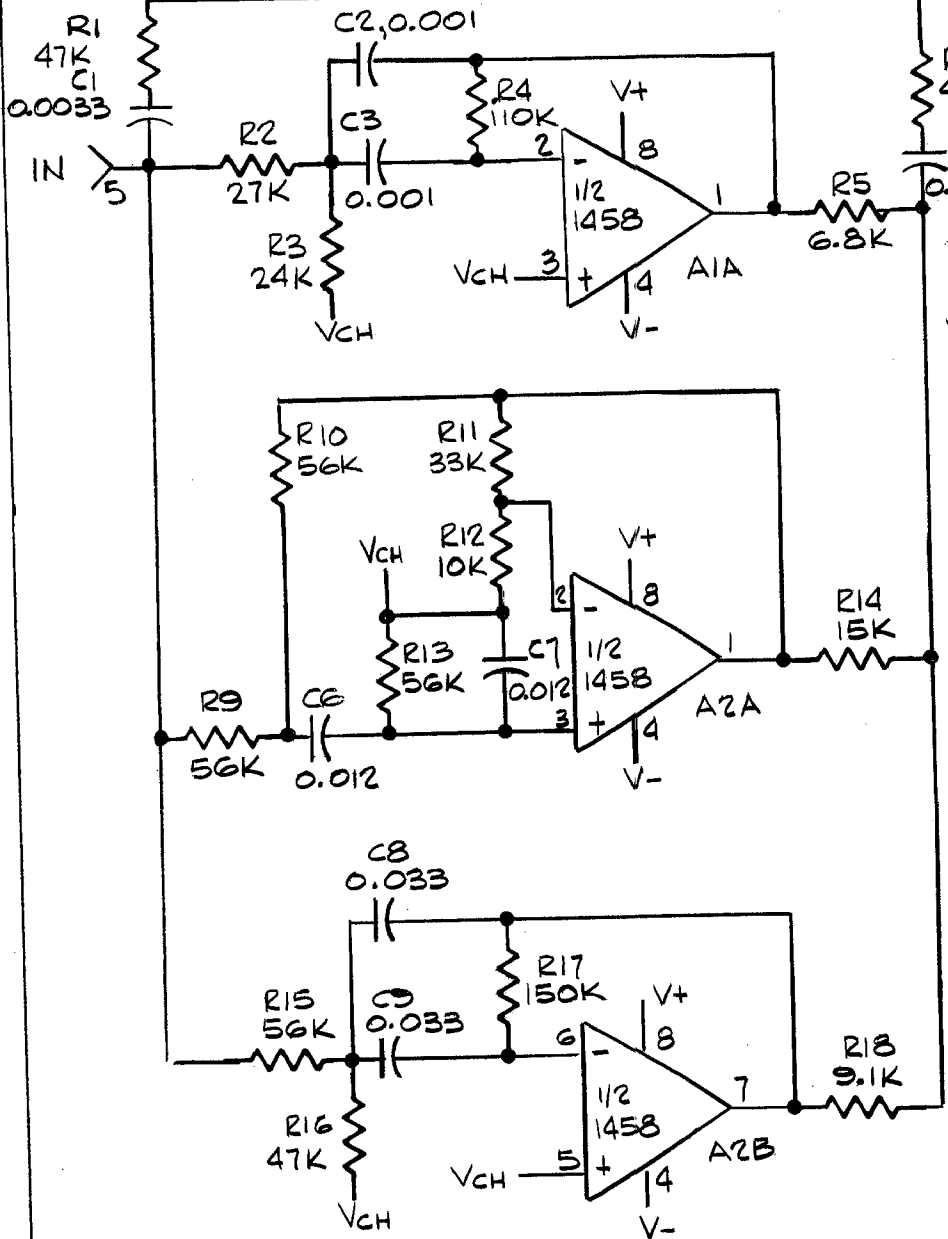 R1
47K
C1
0.0033
C2, 0.001
C3
0.001
R4
110K
V+
IN
5
R2
27K
R3
24K
VCH
2
-
8
1/2
1458
1
VCH
3
+
4
V-
A1A
R5
6.8K
R10
56K
R11
33K
R12
10K
VCH
V+
2
-
8
R13
56K
C7
0.012
1/2
1458
1
R14
15K
R9
56K
C6
0.012
3
+
4
V-
A2A
C8
0.033
R15
56K
C9
0.033
R17
150K
V+
6
-
8
R16
47K
VCH
1/2
1458
7
R18
9.1K
VCH
5
+
4
V-
A2B